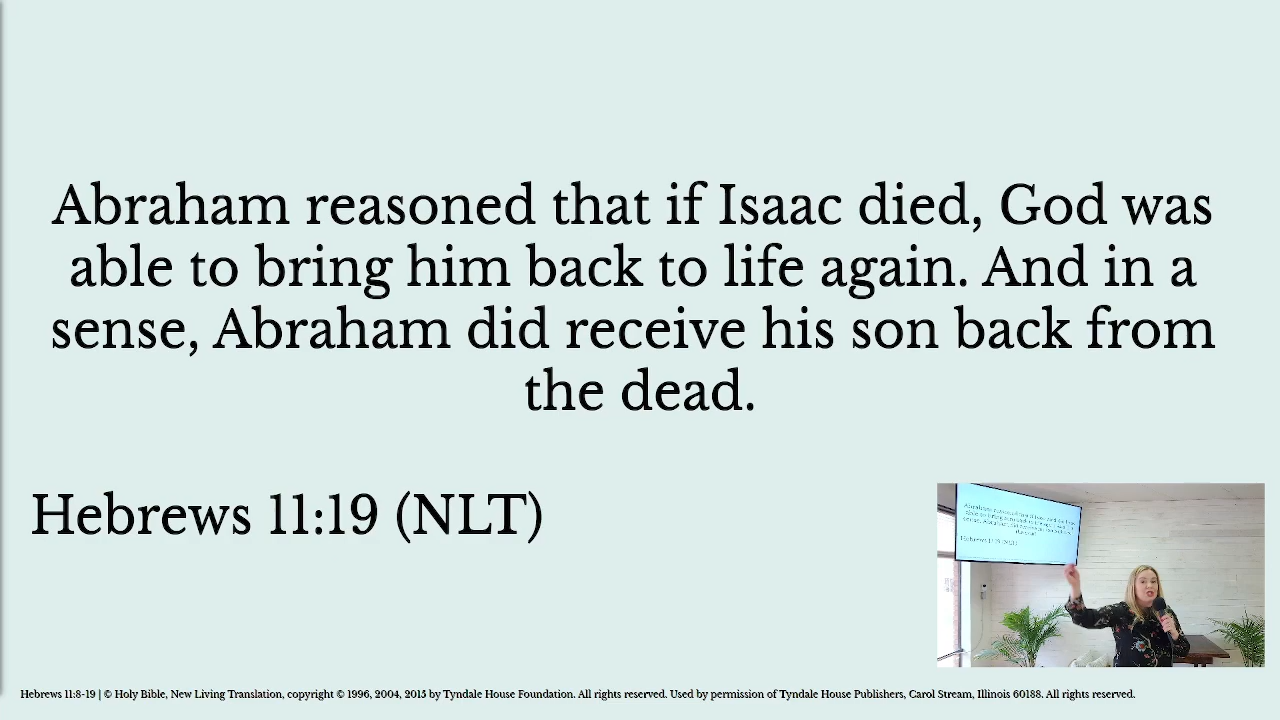 Abraham reasoned that if Isaac died, God was
able to bring him back to life again. And in a
sense, Abraham did receive his son back from
the dead.
Hebrews 11:19 (NLT)
Hebrews 11:8-19 | © Holy Bible, New Living Translation, copyright © 1996, 2004, 2015 by Tyndale House Foundation. All rights reserved. Used by permission of Tyndale House Publishers, Carol Stream, Illinois 60188. All rights reserved.